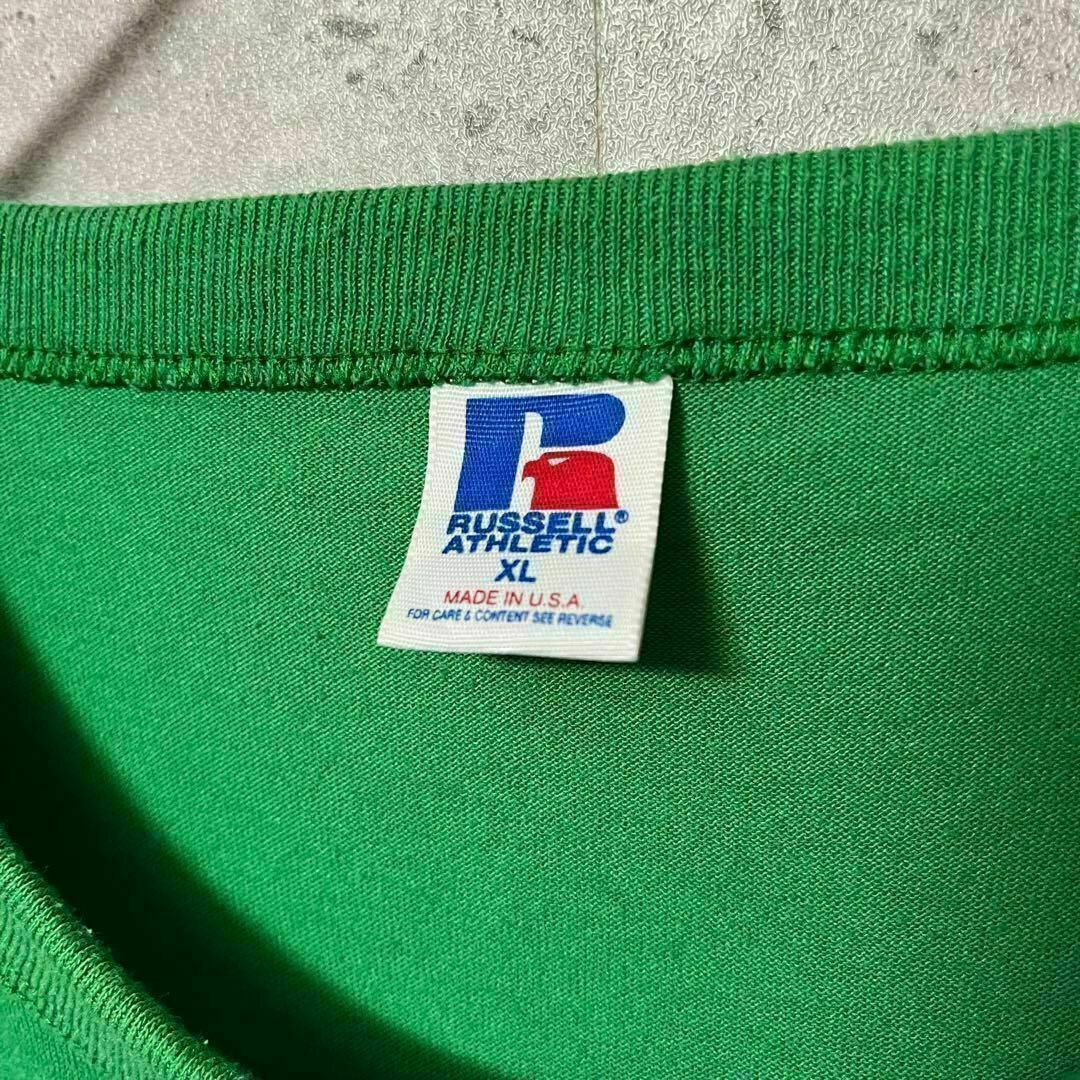 RUSSELL®
ATHLETIC
XL
MADE IN U.S.A.
FOR CARE & CONTENT SEE REVERSE